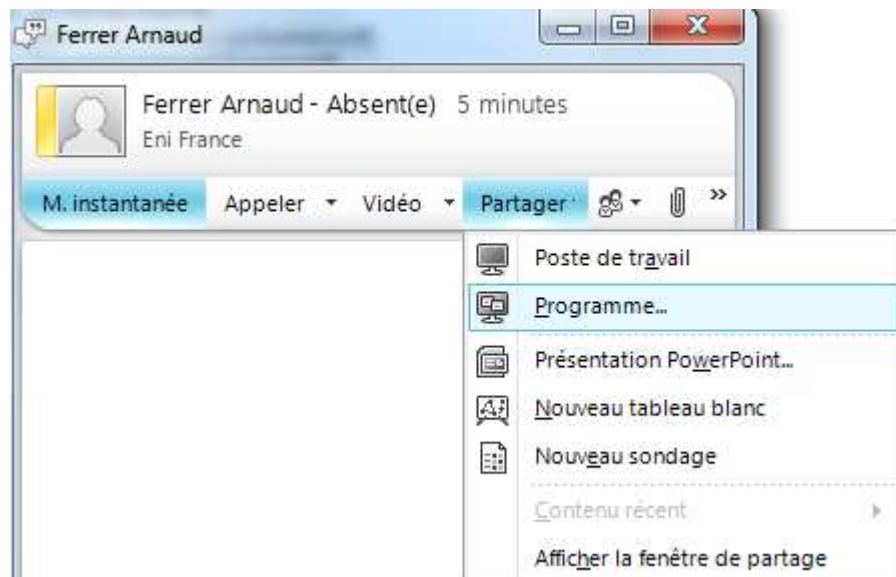 Ferrer Arnaud
Ferrer Arnaud - Absent(e) 5 minutes
Eni France
M. instantanée Appeler Vidéo Partager
Poste de travail
Programme...
Présentation PowerPoint...
Nouveau tableau blanc
Nouveau sondage
Contenu récent
Afficher la fenêtre de partage